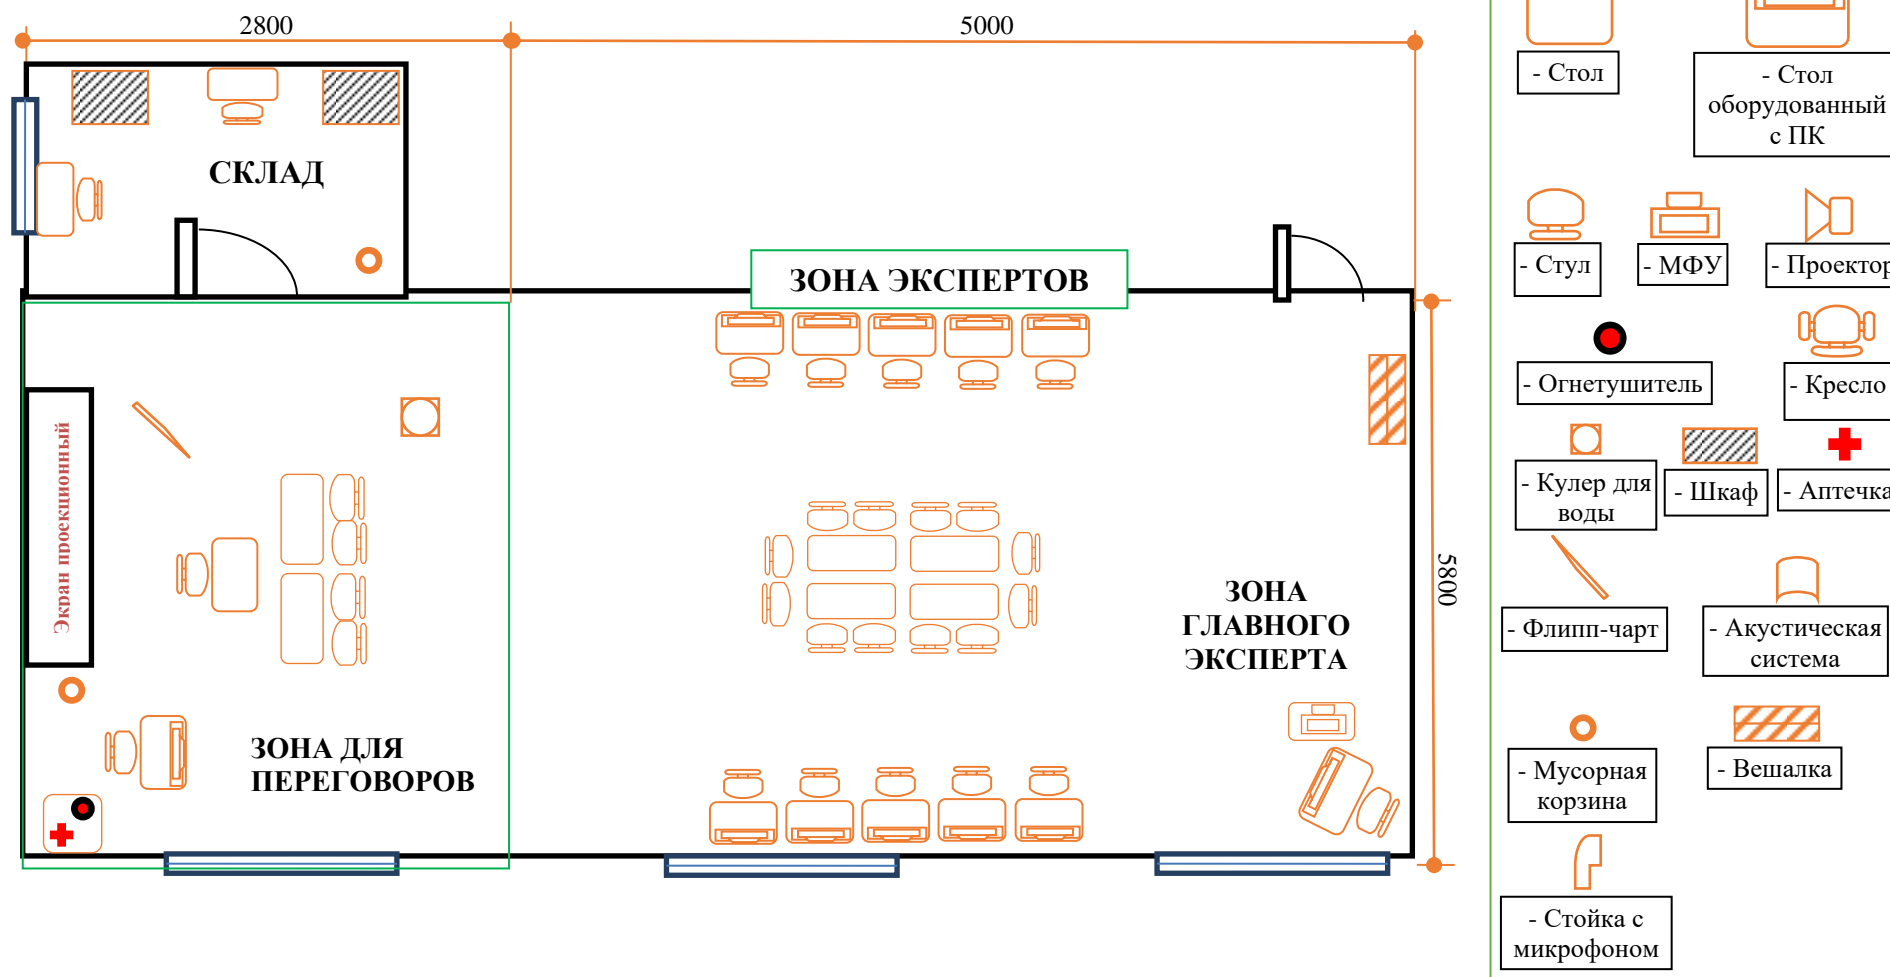 2800
5000
СКЛАД
ЗОНА ЭКСПЕРТОВ
Экран проекционный
5800
ЗОНА
ГЛАВНОГО
ЭКСПЕРТА
ЗОНА ДЛЯ
ПЕРЕГОВОРОВ
- Стол
- Стол
оборудованный
с ПК
- Стул
- МФУ
- Проектор
- Огнетушитель
- Кресло
- Кулер для
воды
- Шкаф
- Аптечка
- Флипп-чарт
- Акустическая
система
- Мусорная
корзина
- Вешалка
- Стойка с
микрофоном